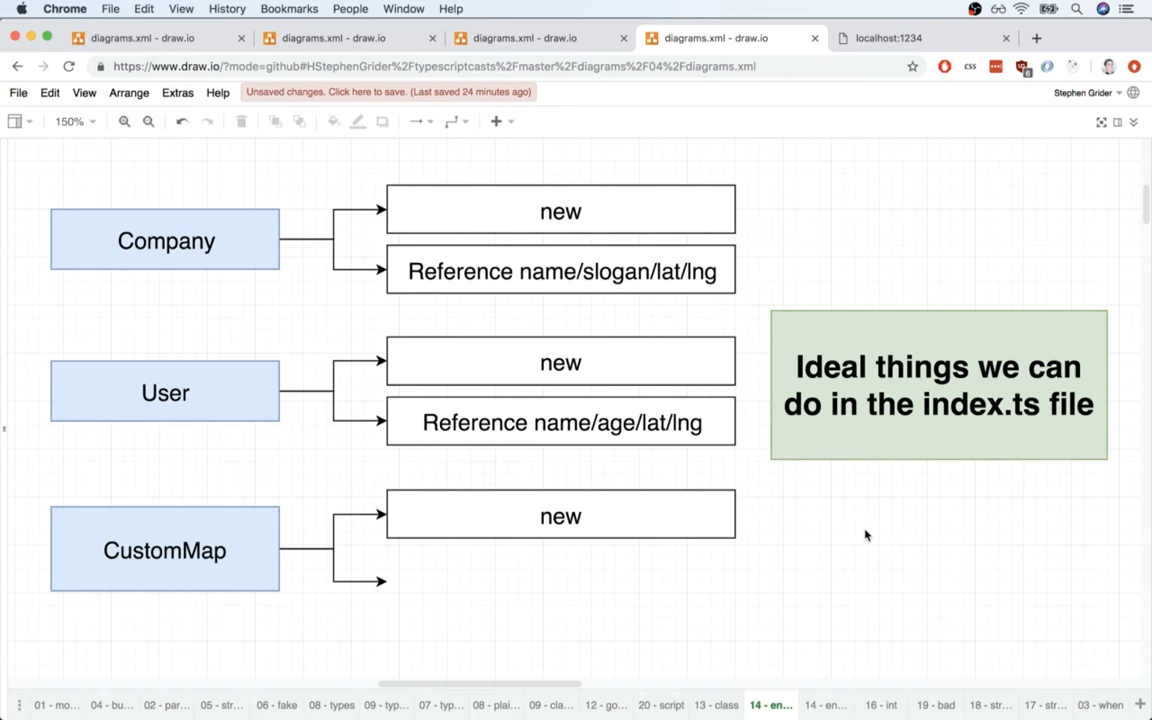 Chrome File Edit View History Bookmarks People Window Help
diagrams.xml - draw.io
diagrams.xml - draw.io
diagrams.xml - draw.io
diagrams.xml - draw.io
localhost:1234
https://www.draw.io/?mode=github#HStephenGrider%2Ftypescriptcasts%2Fmaster%2Fdiagrams%2F04%2Fdiagrams.xml
CSS
6
File Edit View Arrange Extras Help
Unsaved changes. Click here to save. (Last saved 24 minutes ago)
Stephen Grider
150%
Company
new
Reference name/slogan/lat/lng
User
new
Reference name/age/lat/lng
CustomMap
new
Ideal things we can
do in the index.ts file
01 - mo... 04 - bu... 02 - par... 05 - str... 06 - fake 08 - types 09 - typ... 07 - typ... 08 - plai... 09 - cla... 12 - go... 20 - script 13 - class 14 - en... 14 - en... 16 - int 19 - bad 18 - str... 17 - str... 03 - when